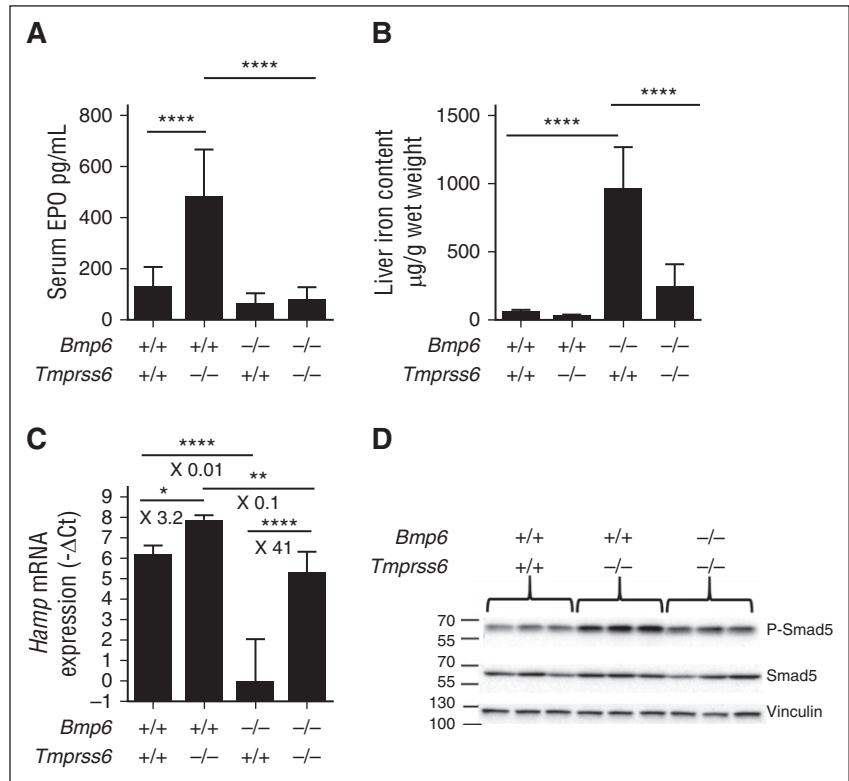 A
****
****
800
600
400
200
0
Serum EPO pg/mL
Bmp6 +/+ +/+ –/– –/–
Tmprss6 +/+ –/– +/+ –/–
B
****
****
1500
1000
500
0
Liver iron content
µg/g wet weight
Bmp6 +/+ +/+ –/– –/–
Tmprss6 +/+ –/– +/+ –/–
C
****
X 0.01
**
* X 0.1
X 3.2 ****
X 41
9
8
7
6
5
4
3
2
1
0
–1
Hamp mRNA
expression (-ΔCt)
Bmp6 +/+ +/+ –/– –/–
Tmprss6 +/+ –/– +/+ –/–
D
Bmp6 +/+ +/+ –/–
Tmprss6 +/+ –/– –/–
70
55
P-Smad5
70
55
Smad5
130
100
Vinculin